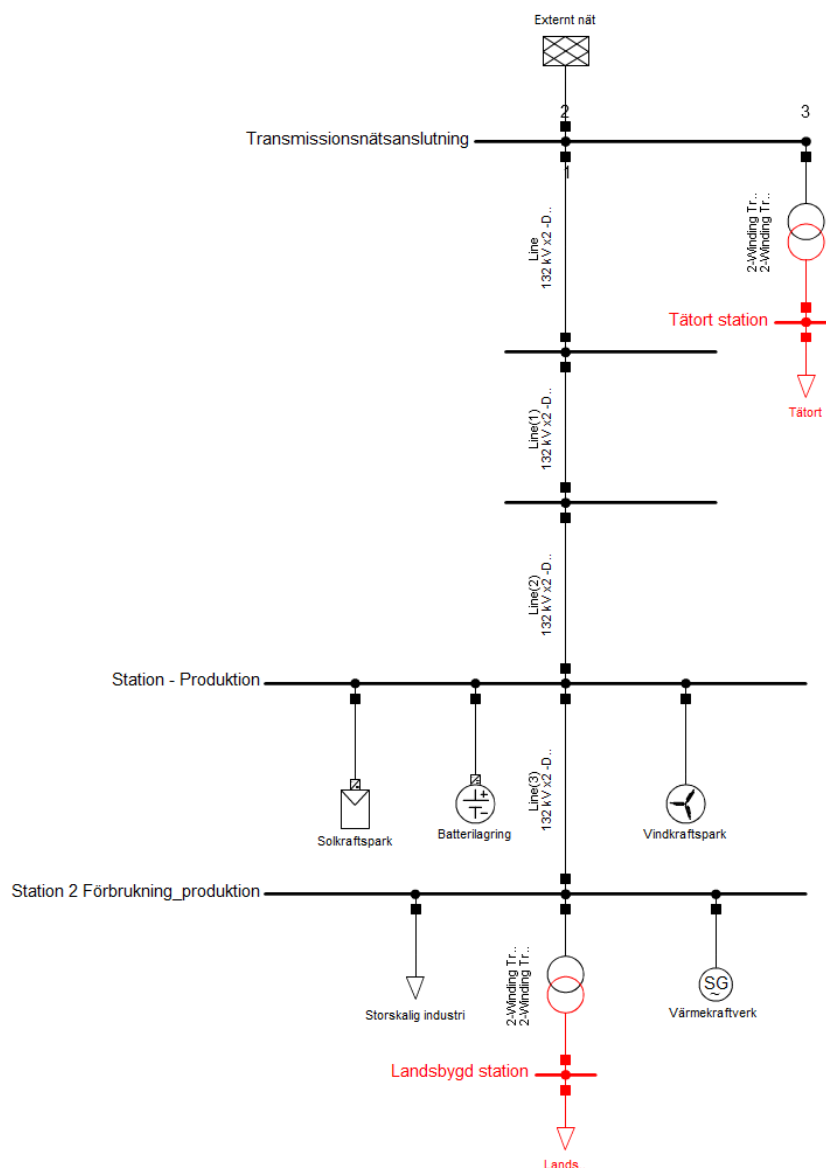 Externt nät
2
3
Transmissionsnätsanslutning
1
Line
132 kV x2 -D..
2-Winding Tr..
2-Winding Tr..
Tätort station
Tätort
Line(1)
132 kV x2 -D..
Line(2)
132 kV x2 -D..
Station - Produktion
Line(3)
132 kV x2 -D..
Solkraftspark
Batterilagring
Vindkraftspark
Station 2 Förbrukning_produktion
2-Winding Tr..
2-Winding Tr..
SG
~
Storskalig industri
Värmekraftverk
Landsbygd station
Lands